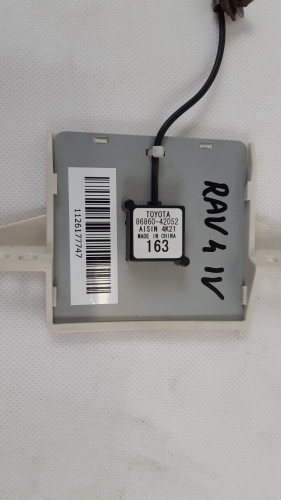 1126177747
TOYOTA
86860-42052
AISIN 4K21
MADE IN CHINA
163
RAV 4 IV